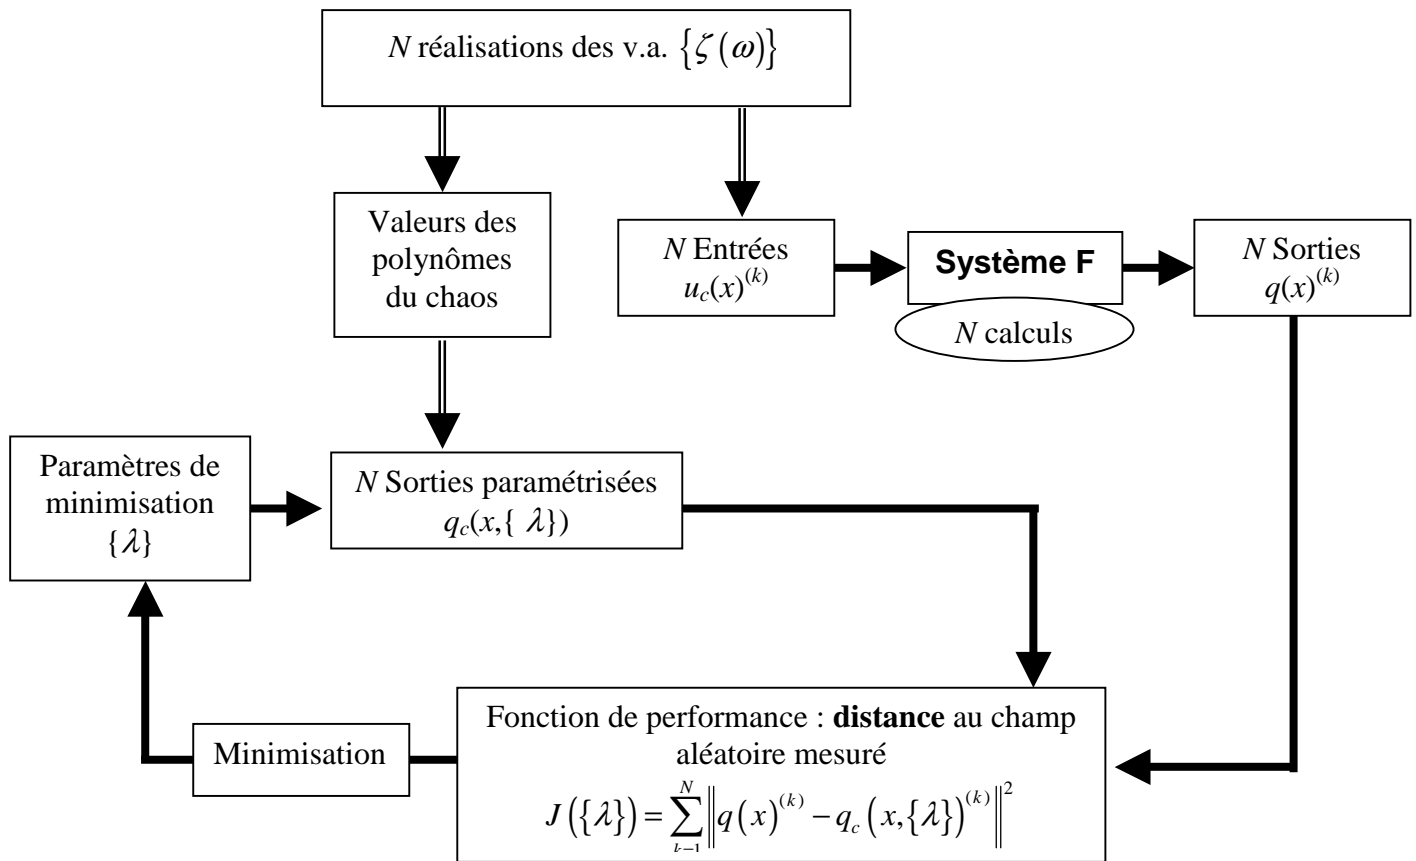 N réalisations des v.a. {ζ(ω)}
Valeurs des
polynômes
du chaos
N Entrées
u_c(x)^(k)
Système F
N calculs
N Sorties
q(x)^(k)
Paramètres de
minimisation
{λ}
N Sorties paramétrisées
q_c(x,{ λ})
Fonction de performance : distance au champ
aléatoire mesuré
J({λ}) = ∑_{k=1}^{N} ‖q(x)^(k) − q_c(x,{λ})^(k)‖²
Minimisation